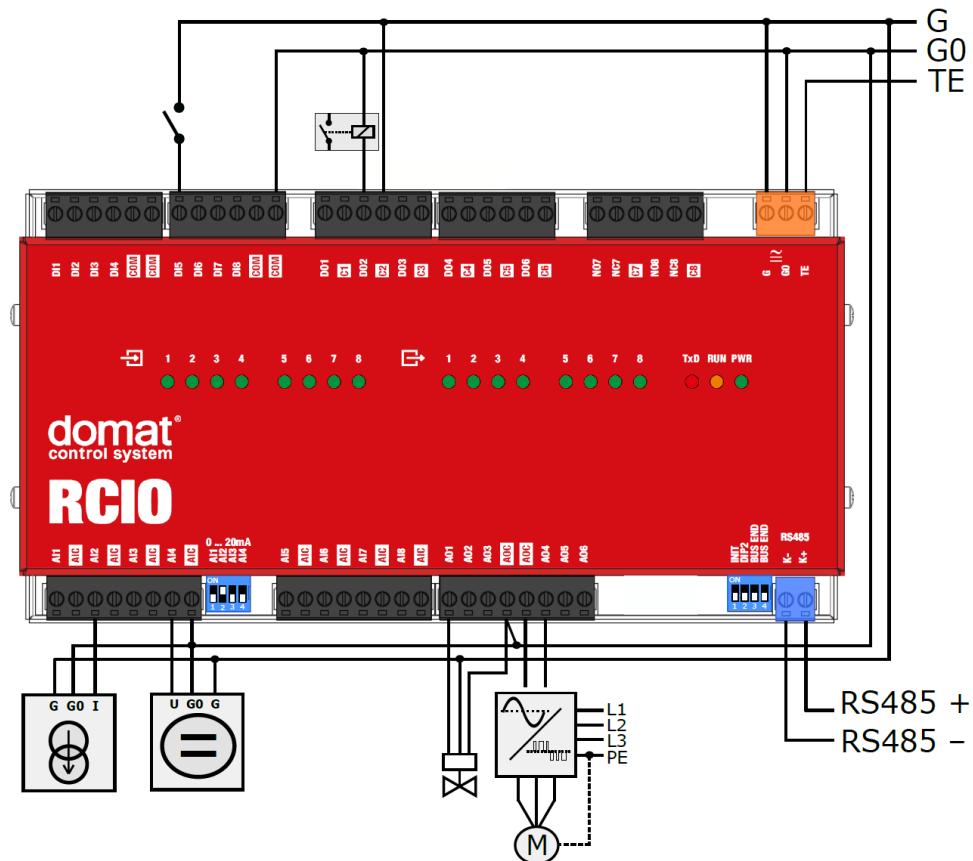 G
G0
TE
DI1 DI2 DI3 DI4 COM COM DI5 DI6 DI7 DI8 COM COM DO1 C1 DO2 C2 DO3 C3 DO4 C4 DO5 C5 DO6 C6 NO7 NC7 C7 NO8 NC8 C8 G G0 TE
1 2 3 4 5 6 7 8 1 2 3 4 5 6 7 8 TxD RUN PWR
domat®
control system
RCIO
0 ... 20mA
AI1 AIC AI2 AIC AI3 AIC AI4 AIC AI1 AI2 AI3 AI4 AI5 AIC AI6 AIC AI7 AIC AI8 AIC AO1 AO2 AO3 AOC AOC AO4 AO5 AO6 INIT DIP2 BUS END BUS END RS485 K- K+
ON ON
1 2 3 4 1 2 3 4
G G0 I U G0 G
L1
L2
L3
PE
RS485 +
RS485 –
M